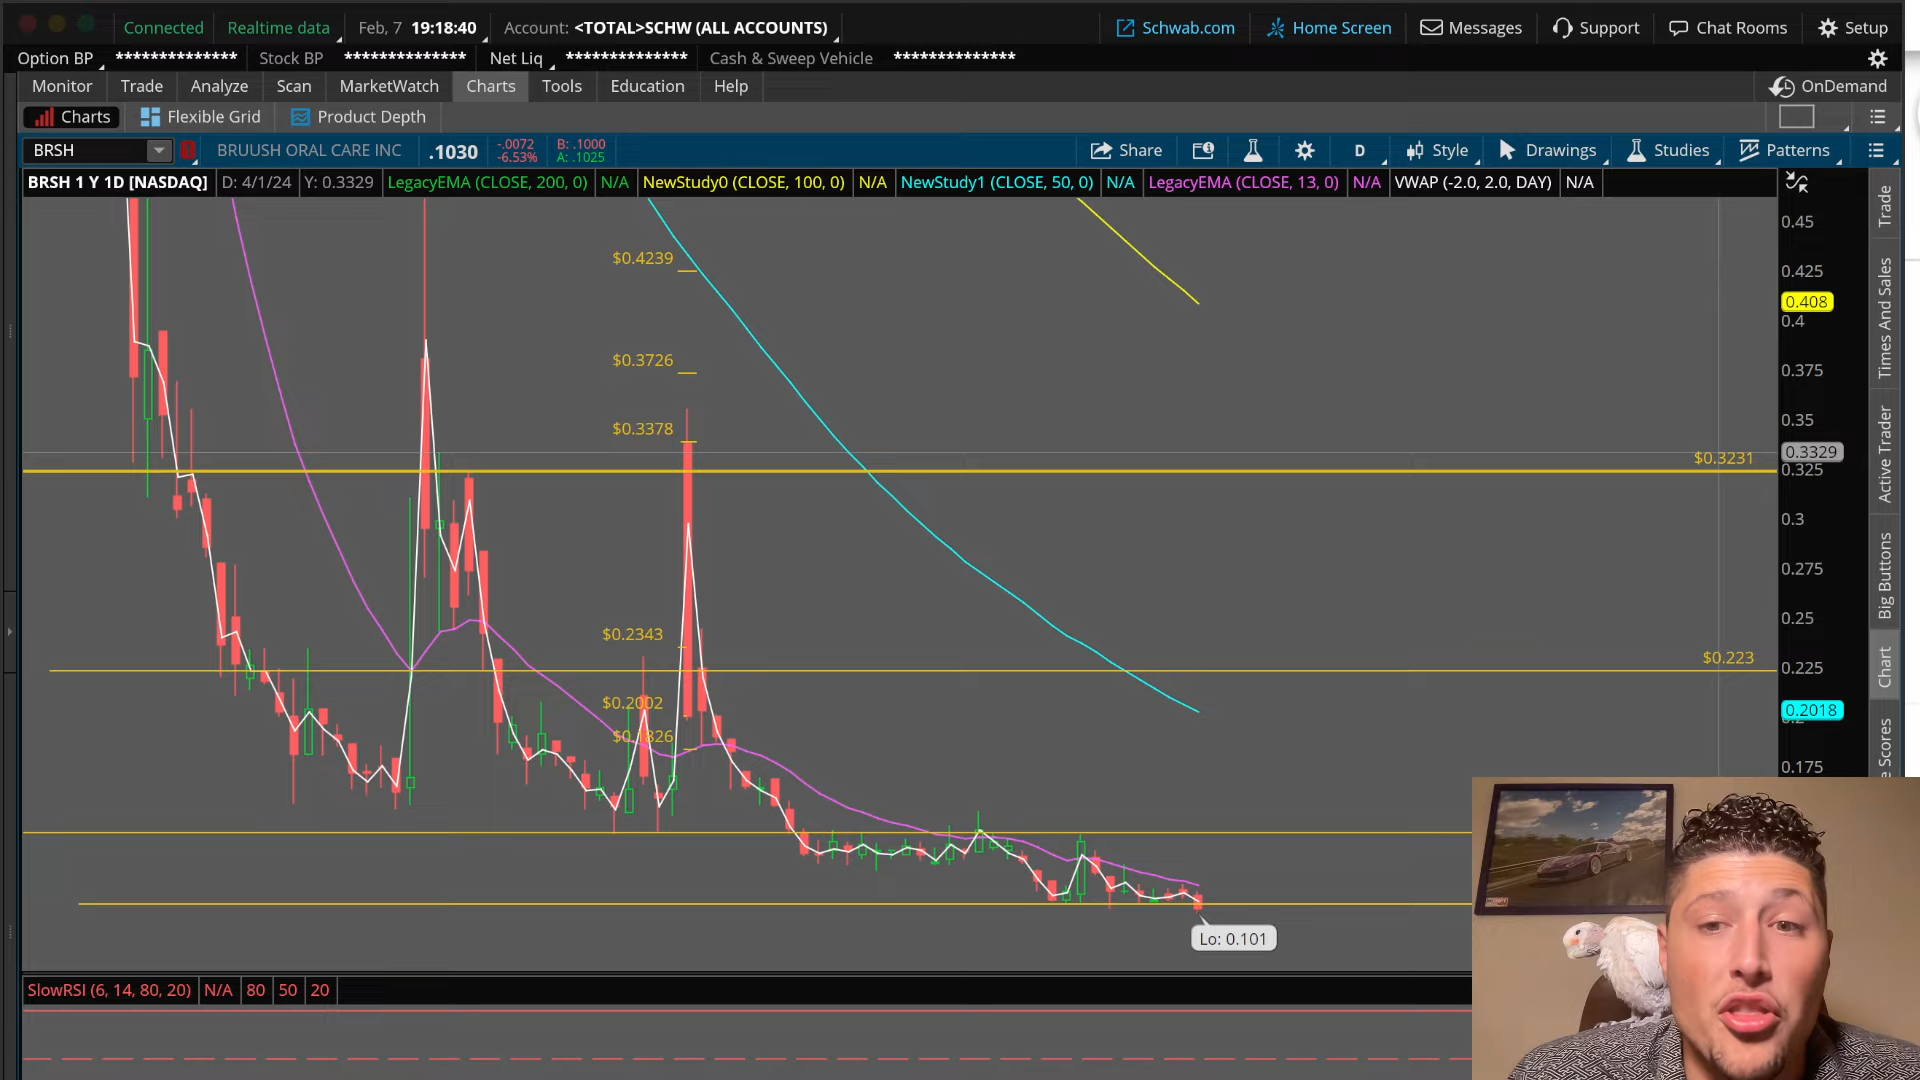 Connected Realtime data Feb, 7 19:18:40 Account: <TOTAL>SCHW (ALL ACCOUNTS) Schwab.com Home Screen Messages Support Chat Rooms Setup
Option BP ************** Stock BP ************** Net Liq ************** Cash & Sweep Vehicle **************
Monitor Trade Analyze Scan MarketWatch Charts Tools Education Help OnDemand
Charts Flexible Grid Product Depth
BRSH BRUUSH ORAL CARE INC .1030 -.0072 B: .1000 Share D Style Drawings Studies Patterns
-6.53% A: .1025
BRSH 1 Y 1D [NASDAQ] D: 4/1/24 Y: 0.3329 LegacyEMA (CLOSE, 200, 0) N/A NewStudy0 (CLOSE, 100, 0) N/A NewStudy1 (CLOSE, 50, 0) N/A LegacyEMA (CLOSE, 13, 0) N/A VWAP (-2.0, 2.0, DAY) N/A
0.45
$0.4239
0.425
0.408
0.4
$0.3726
0.375
0.35
$0.3378
0.3329
$0.3231
0.325
0.3
0.275
0.25
$0.2343
$0.223
0.225
$0.2002
0.2018
$0.1826
0.175
Lo: 0.101
SlowRSI (6, 14, 80, 20) N/A 80 50 20
Trade
Times And Sales
Active Trader
Big Buttons
Chart
e Scores